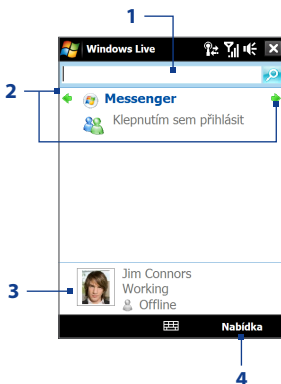 1
Windows Live
2
Messenger
Klepnutím sem přihlásit
3
Jim Connors
Working
Offline
Nabídka
4